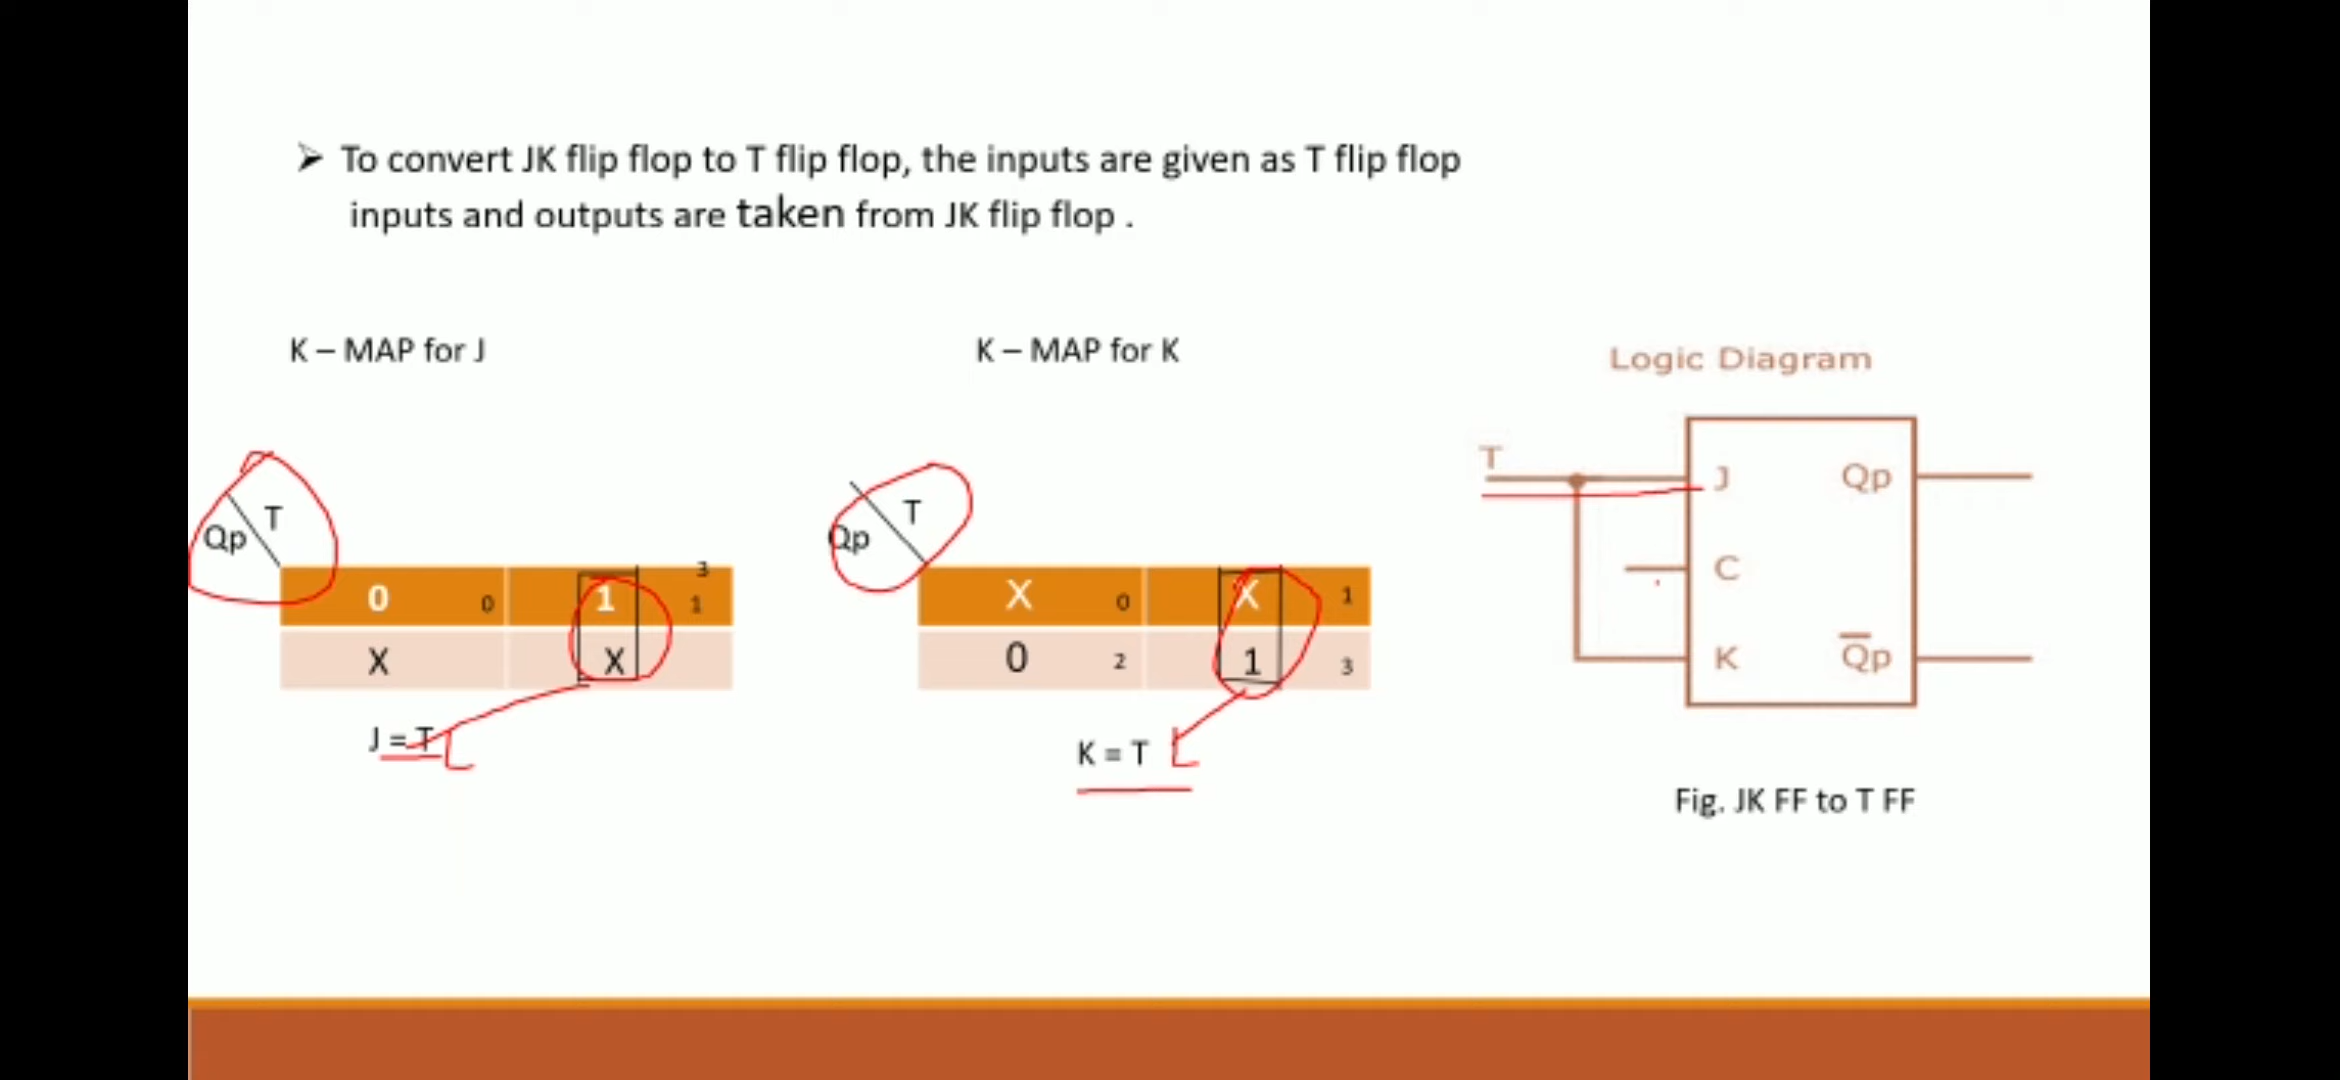 ➤ To convert JK flip flop to T flip flop, the inputs are given as T flip flop
inputs and outputs are taken from JK flip flop .
K – MAP for J
K – MAP for K
Logic Diagram
Qp T
3
0 0 1 1
X X
J = T
Qp T
X 0 X 1
0 2 1 3
K = T
T
J Qp
C
K Q̅p
Fig. JK FF to T FF